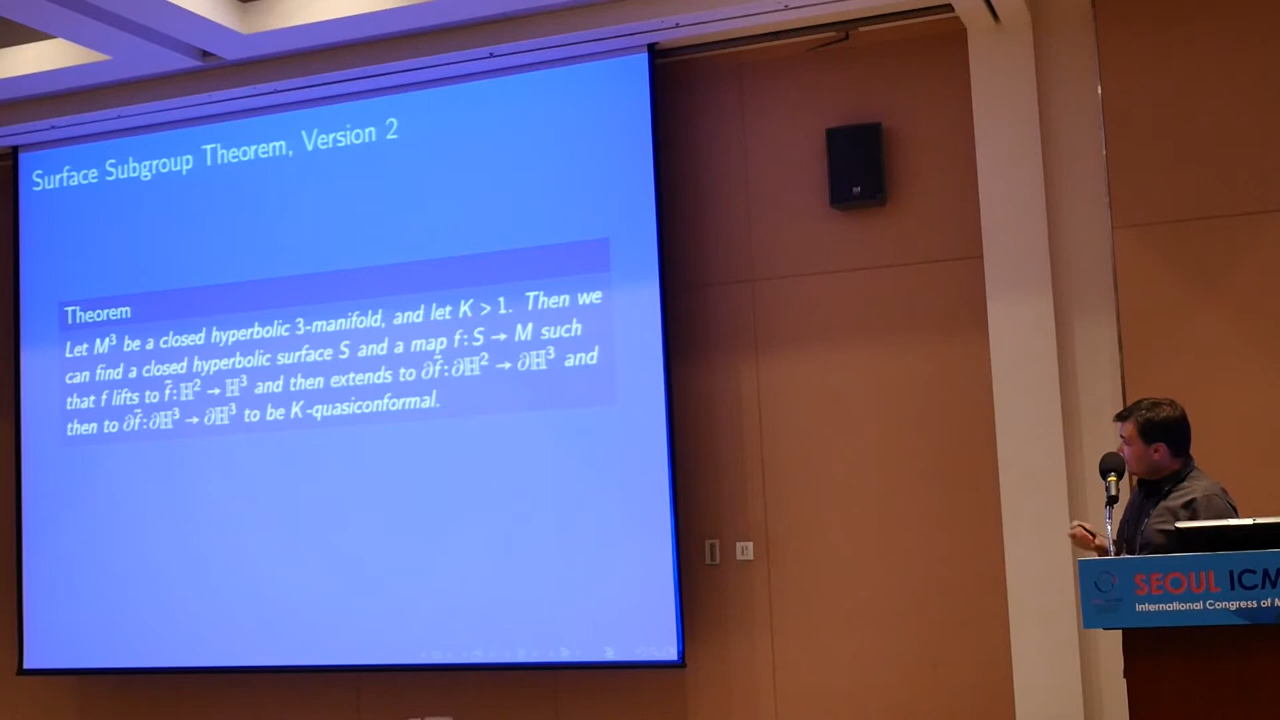 Surface Subgroup Theorem, Version 2
Theorem
Let M³ be a closed hyperbolic 3-manifold, and let K > 1. Then we
can find a closed hyperbolic surface S and a map f: S → M such
that f lifts to f̃: ℍ² → ℍ³ and then extends to ∂f̃: ∂ℍ² → ∂ℍ³ and
then to ∂f̃: ∂ℍ³ → ∂ℍ³ to be K-quasiconformal.
SEOUL ICM
International Congress of M